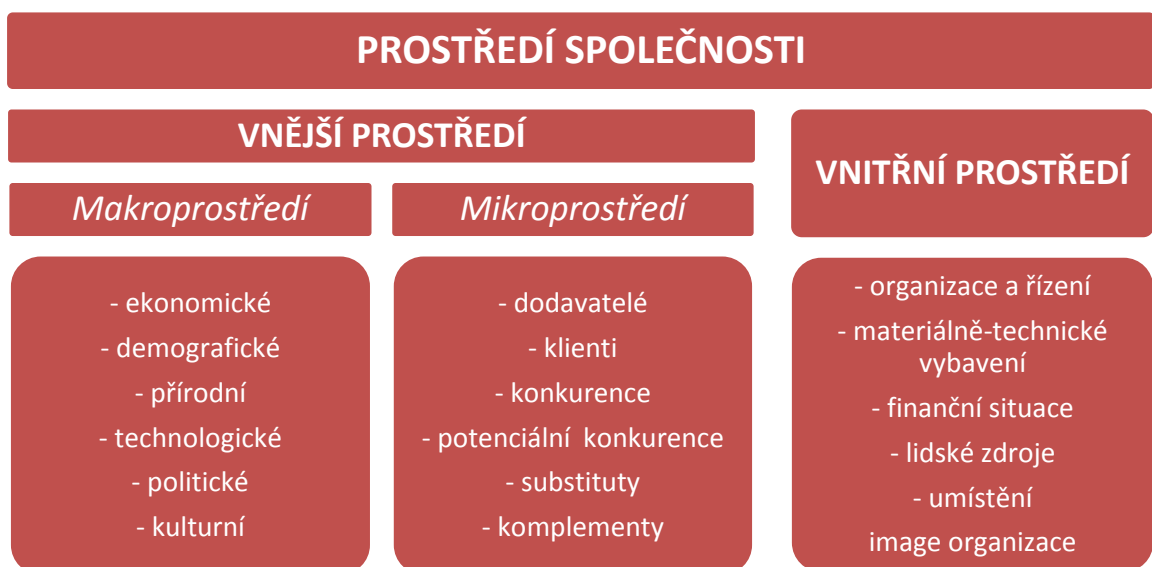 PROSTŘEDÍ SPOLEČNOSTI
VNĚJŠÍ PROSTŘEDÍ
Makroprostředí
- ekonomické
- demografické
- přírodní
- technologické
- politické
- kulturní
Mikroprostředí
- dodavatelé
- klienti
- konkurence
- potenciální konkurence
- substituty
- komplementy
VNITŘNÍ PROSTŘEDÍ
- organizace a řízení
- materiálně-technické
vybavení
- finanční situace
- lidské zdroje
- umístění
image organizace